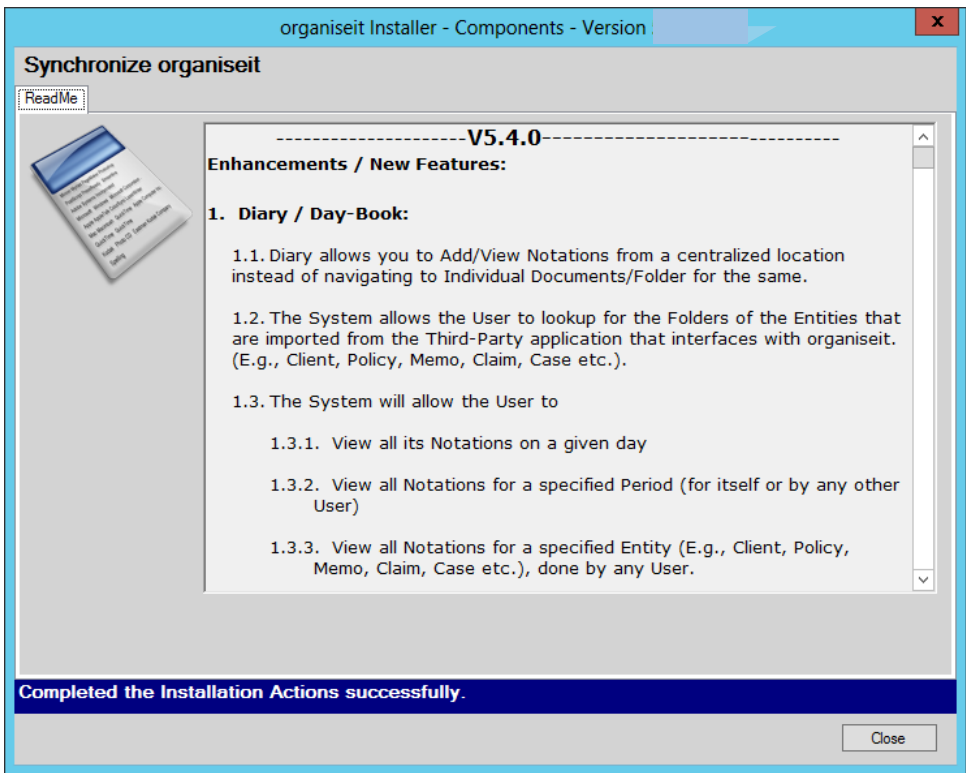 organiseit Installer - Components - Version
x
Synchronize organiseit
ReadMe
--------------------V5.4.0------------------------------
Enhancements / New Features:
1. Diary / Day-Book:
1.1. Diary allows you to Add/View Notations from a centralized location
instead of navigating to Individual Documents/Folder for the same.
1.2. The System allows the User to lookup for the Folders of the Entities that
are imported from the Third-Party application that interfaces with organiseit.
(E.g., Client, Policy, Memo, Claim, Case etc.).
1.3. The System will allow the User to
1.3.1. View all its Notations on a given day
1.3.2. View all Notations for a specified Period (for itself or by any other
User)
1.3.3. View all Notations for a specified Entity (E.g., Client, Policy,
Memo, Claim, Case etc.), done by any User.
Completed the Installation Actions successfully.
Close